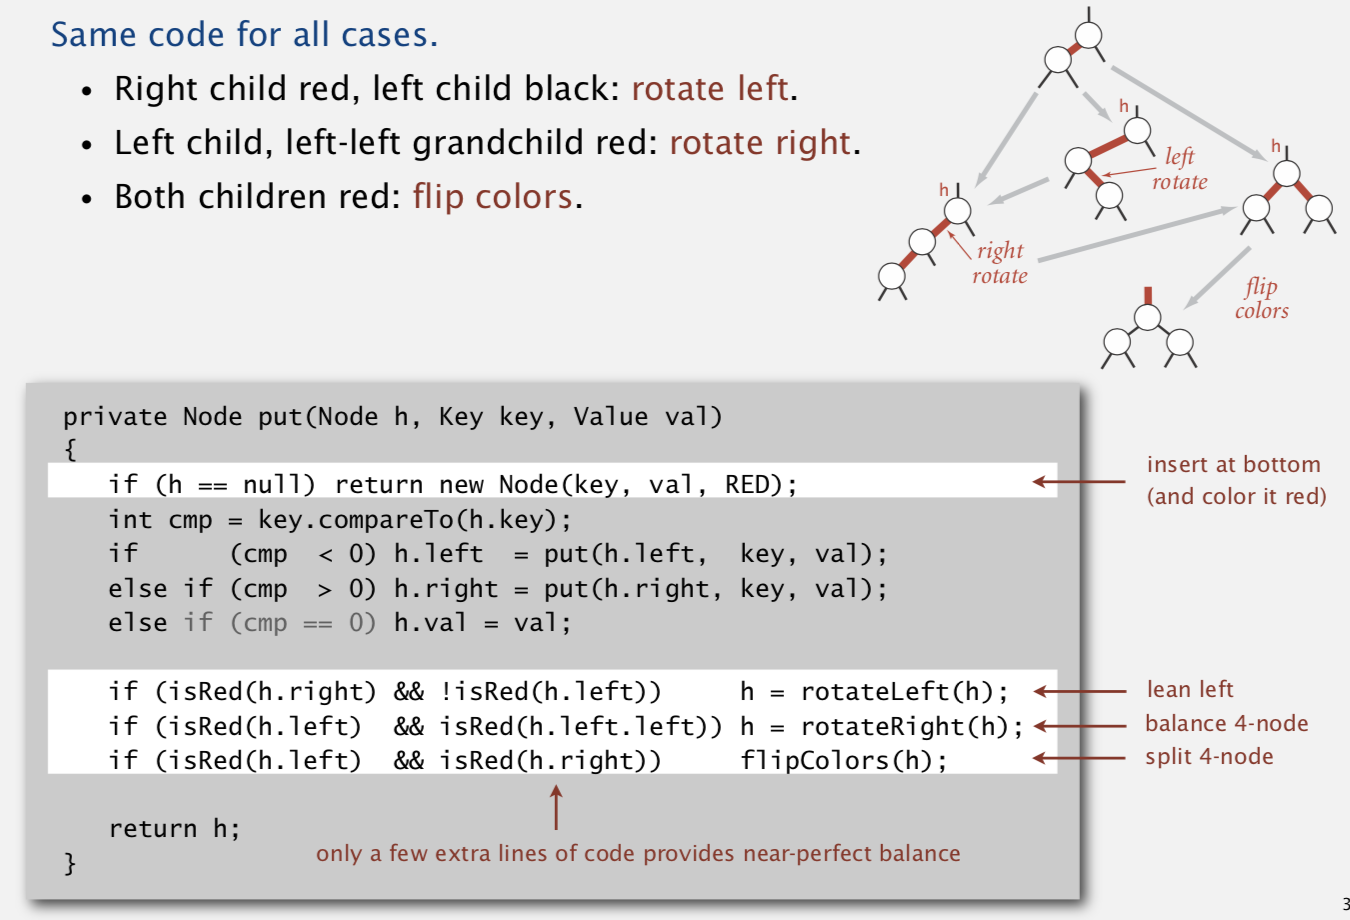 Same code for all cases.
• Right child red, left child black: rotate left.
• Left child, left-left grandchild red: rotate right.
• Both children red: flip colors.
h
left
rotate
h
h
right
rotate
flip
colors
private Node put(Node h, Key key, Value val)
{
if (h == null) return new Node(key, val, RED);
insert at bottom
(and color it red)
int cmp = key.compareTo(h.key);
if (cmp < 0) h.left = put(h.left, key, val);
else if (cmp > 0) h.right = put(h.right, key, val);
else if (cmp == 0) h.val = val;
if (isRed(h.right) && !isRed(h.left)) h = rotateLeft(h);
lean left
if (isRed(h.left) && isRed(h.left.left)) h = rotateRight(h);
balance 4-node
if (isRed(h.left) && isRed(h.right)) flipColors(h);
split 4-node
return h;
only a few extra lines of code provides near-perfect balance
}
3